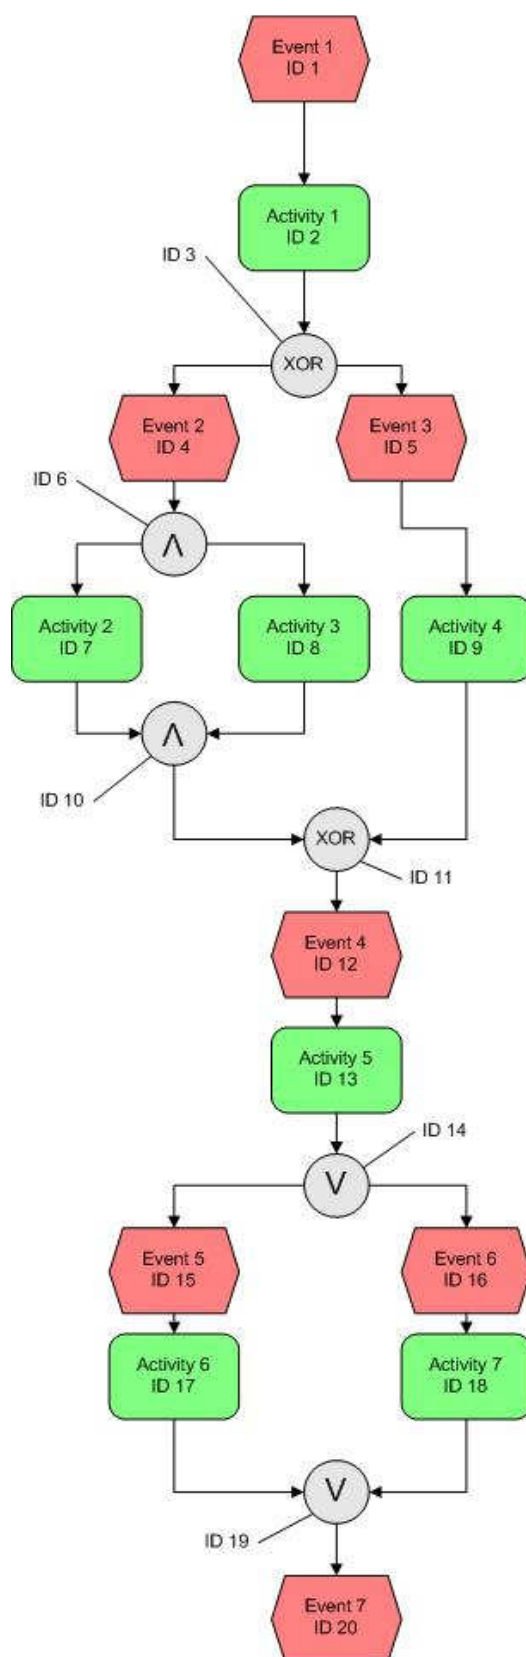 Event 1
ID 1
Activity 1
ID 2
ID 3
XOR
Event 2
ID 4
Event 3
ID 5
ID 6
Λ
Activity 2
ID 7
Activity 3
ID 8
Activity 4
ID 9
Λ
ID 10
XOR
ID 11
Event 4
ID 12
Activity 5
ID 13
ID 14
V
Event 5
ID 15
Event 6
ID 16
Activity 6
ID 17
Activity 7
ID 18
V
ID 19
Event 7
ID 20